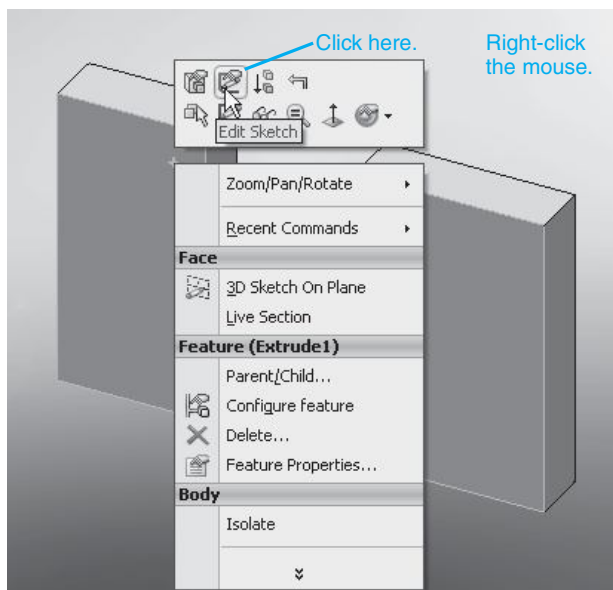 Click here.
Right-click
the mouse.
Edit Sketch
Zoom/Pan/Rotate
Recent Commands
Face
3D Sketch On Plane
Live Section
Feature (Extrude1)
Parent/Child...
Configure feature
Delete...
Feature Properties...
Body
Isolate